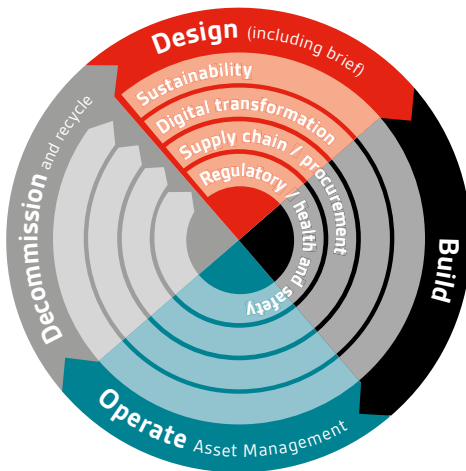 Design (including brief)
Sustainability
Digital transformation
Supply chain / procurement
Regulatory / health and safety
Build
Operate Asset Management
Decommission and recycle